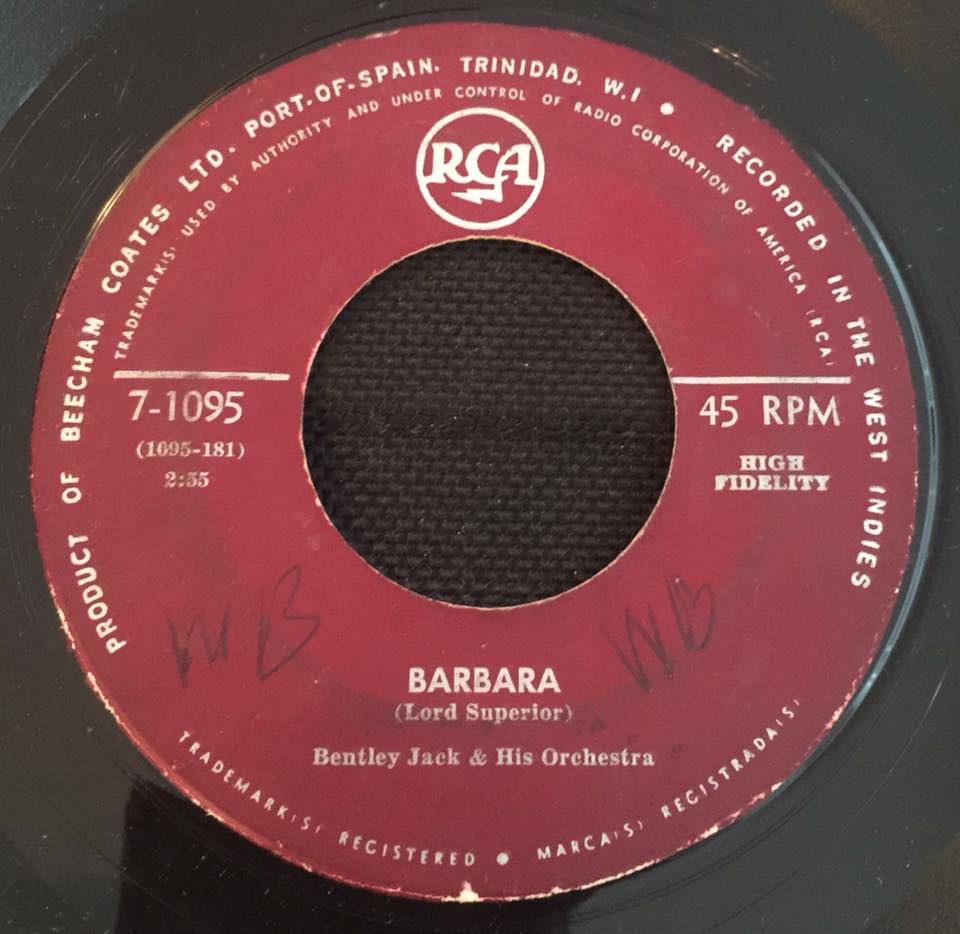 PRODUCT OF BEECHAM COATES LTD. PORT-OF-SPAIN. TRINIDAD. W.I • RECORDED IN THE WEST INDIES
TRADEMARK(S) USED BY AUTHORITY AND UNDER CONTROL OF RADIO CORPORATION OF AMERICA (RCA)
RCA
7-1095
(1095-181)
2:55
45 RPM
HIGH
FIDELITY
WB
WB
BARBARA
(Lord Superior)
Bentley Jack & His Orchestra
TRADEMARK(S) REGISTERED • MARCA(S) REGISTRADA(S)